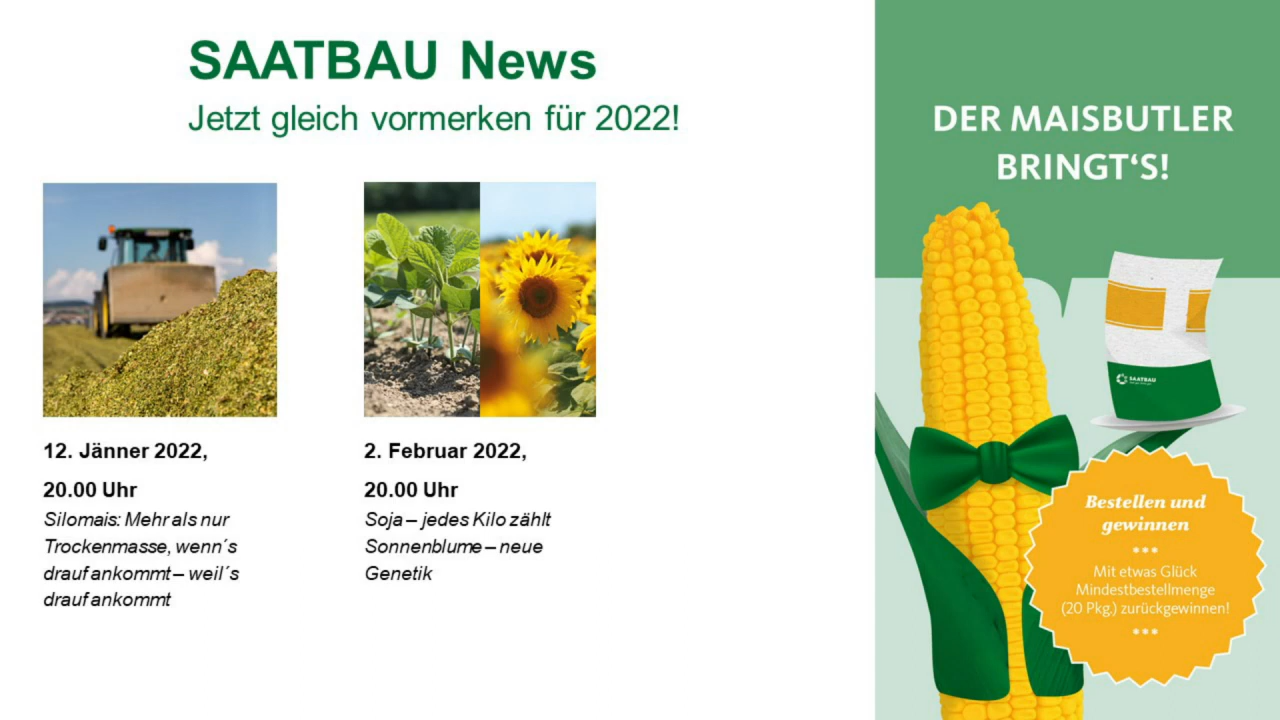 SAATBAU News
Jetzt gleich vormerken für 2022!
12. Jänner 2022,
20.00 Uhr
Silomais: Mehr als nur
Trockenmasse, wenn´s
drauf ankommt – weil´s
drauf ankommt
2. Februar 2022,
20.00 Uhr
Soja – jedes Kilo zählt
Sonnenblume – neue
Genetik
DER MAISBUTLER
BRINGT‘S!
SAATBAU
Bestellen und
gewinnen
Mit etwas Glück
Mindestbestellmenge
(20 Pkg.) zurückgewinnen!